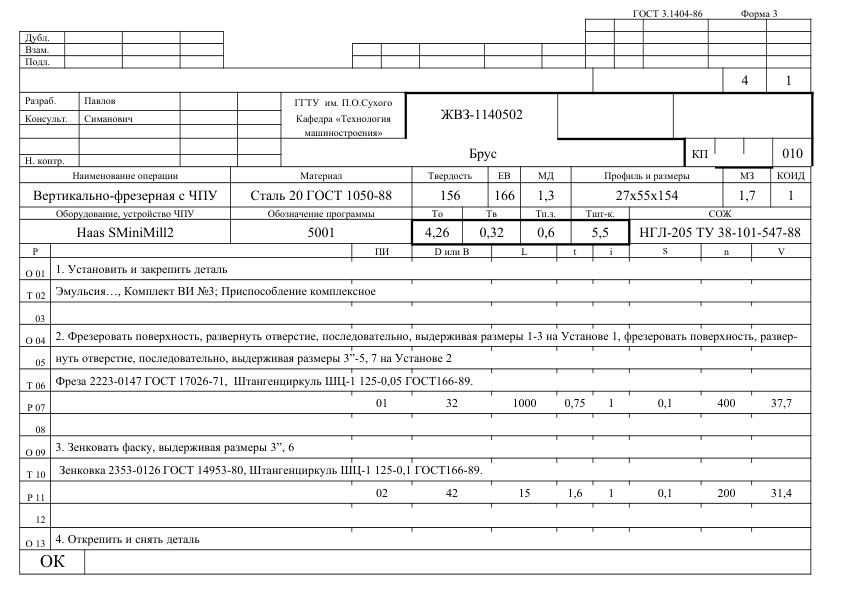 ГОСТ 3.1404-86 Форма 3
Дубл.
Взам.
Подл.
4 1
Разраб. Павлов ГГТУ им. П.О.Сухого
Консульт. Симанович Кафедра «Технология машиностроения» ЖВЗ-1140502
Н. контр. Брус КП 010
Наименование операции Материал Твердость ЕВ МД Профиль и размеры МЗ КОИД
Вертикально-фрезерная с ЧПУ Сталь 20 ГОСТ 1050-88 156 166 1,3 27х55х154 1,7 1
Оборудование, устройство ЧПУ Обозначение программы То Тв Тп.з. Тшт-к. СОЖ
Haas SMiniMill2 5001 4,26 0,32 0,6 5,5 НГЛ-205 ТУ 38-101-547-88
Р ПИ D или В L t i S n V
О 01 1. Установить и закрепить деталь
Т 02 Эмульсия…, Комплект ВИ №3; Приспособление комплексное
03
О 04 2. Фрезеровать поверхность, развернуть отверстие, последовательно, выдерживая размеры 1-3 на Установе 1, фрезеровать поверхность, развер-
05 нуть отверстие, последовательно, выдерживая размеры 3”-5, 7 на Установе 2
Т 06 Фреза 2223-0147 ГОСТ 17026-71, Штангенциркуль ШЦ-1 125-0,05 ГОСТ166-89.
Р 07 01 32 1000 0,75 1 0,1 400 37,7
08
О 09 3. Зенковать фаску, выдерживая размеры 3”, 6
Т 10 Зенковка 2353-0126 ГОСТ 14953-80, Штангенциркуль ШЦ-1 125-0,1 ГОСТ166-89.
Р 11 02 42 15 1,6 1 0,1 200 31,4
12
О 13 4. Открепить и снять деталь
ОК